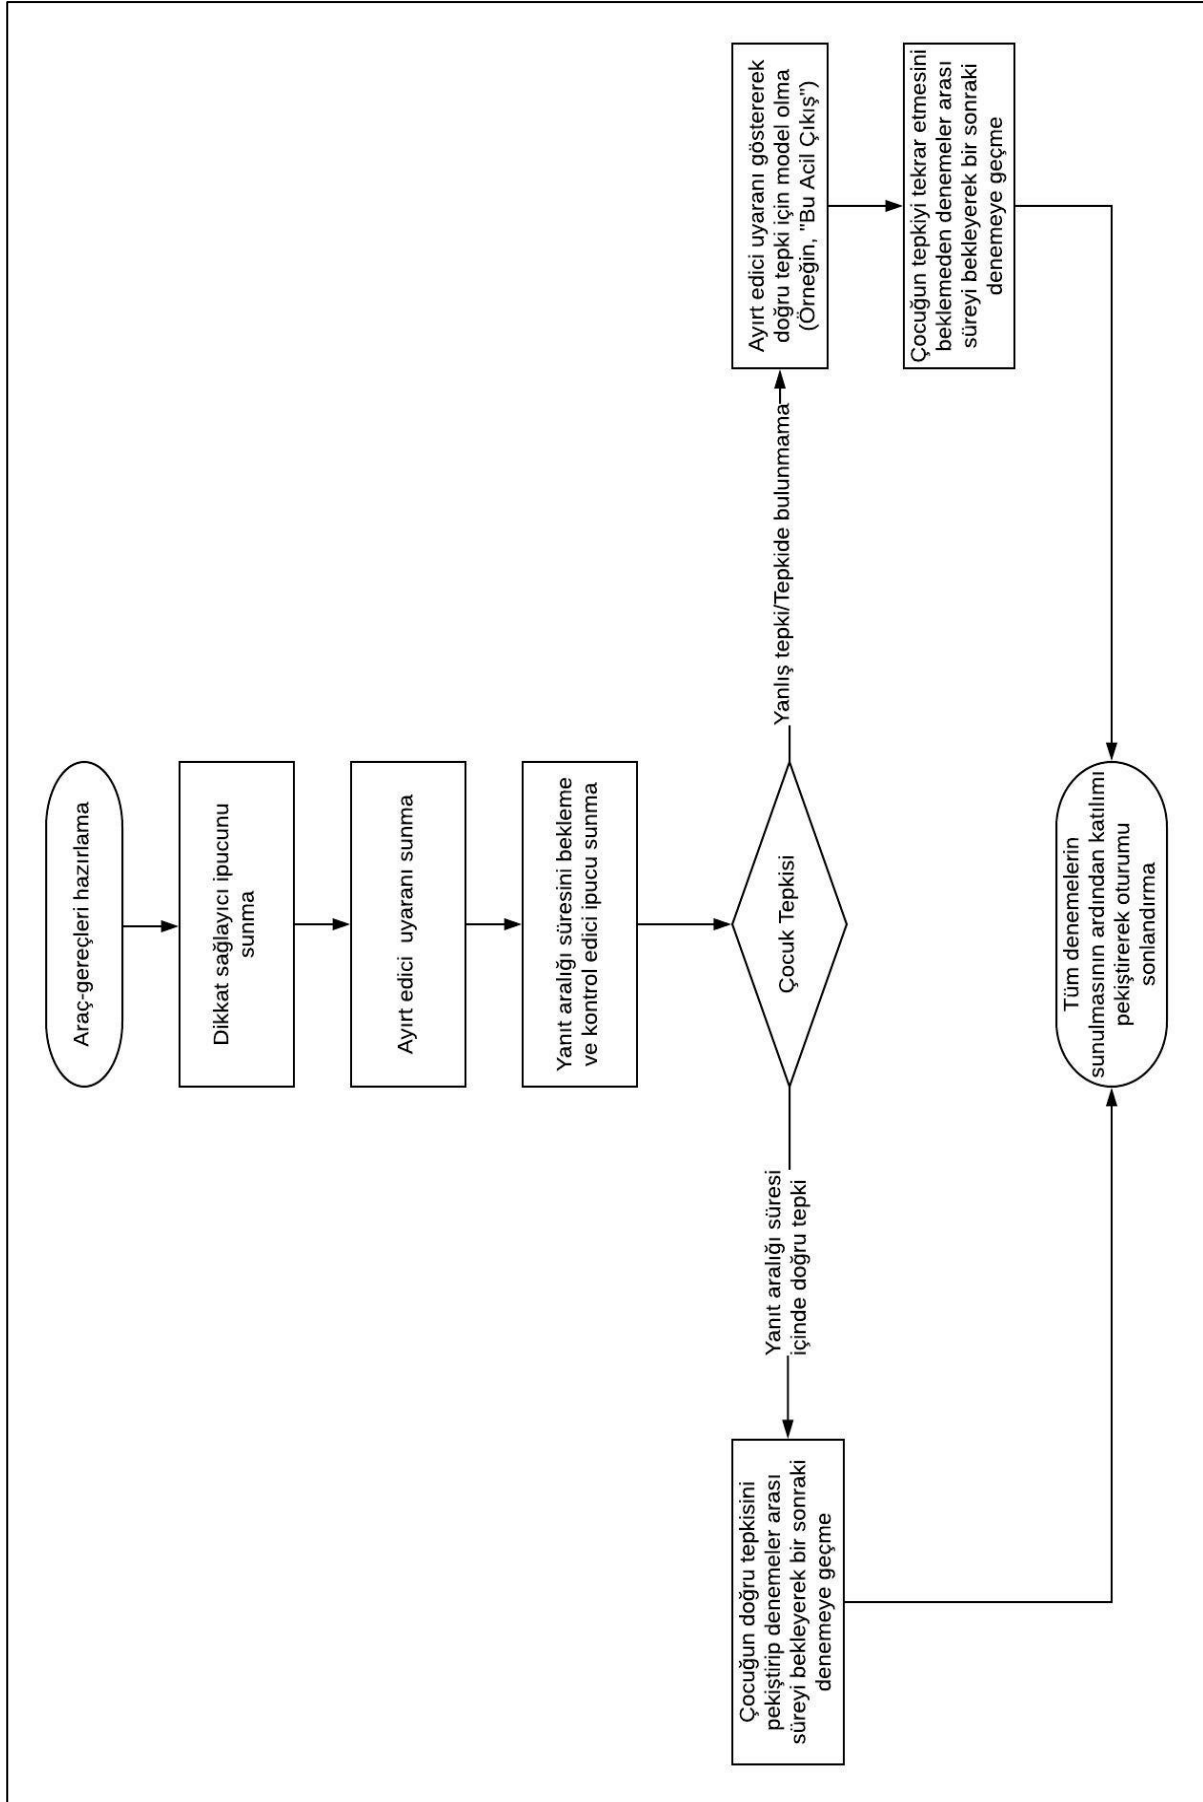 Araç-gereçleri hazırlama
Dikkat sağlayıcı ipucunu
sunma
Ayırt edici  uyaranı sunma
Yanıt aralığı süresini bekleme
ve kontrol edici ipucu sunma
Çocuk Tepkisi
Yanıt aralığı süresi
içinde doğru tepki
Yanlış tepki/Tepkide bulunmama
Çocuğun doğru tepkisini
pekiştirip denemeler arası
süreyi bekleyerek bir sonraki
denemeye geçme
Ayırt edici uyaranı göstererek
doğru tepki için model olma
(Örneğin, "Bu Acil Çıkış")
Çocuğun tepkiyi tekrar etmesini
beklemeden denemeler arası
süreyi bekleyerek bir sonraki
denemeye geçme
Tüm denemelerin
sunulmasının ardından katılımı
pekiştirerek oturumu
sonlandırma